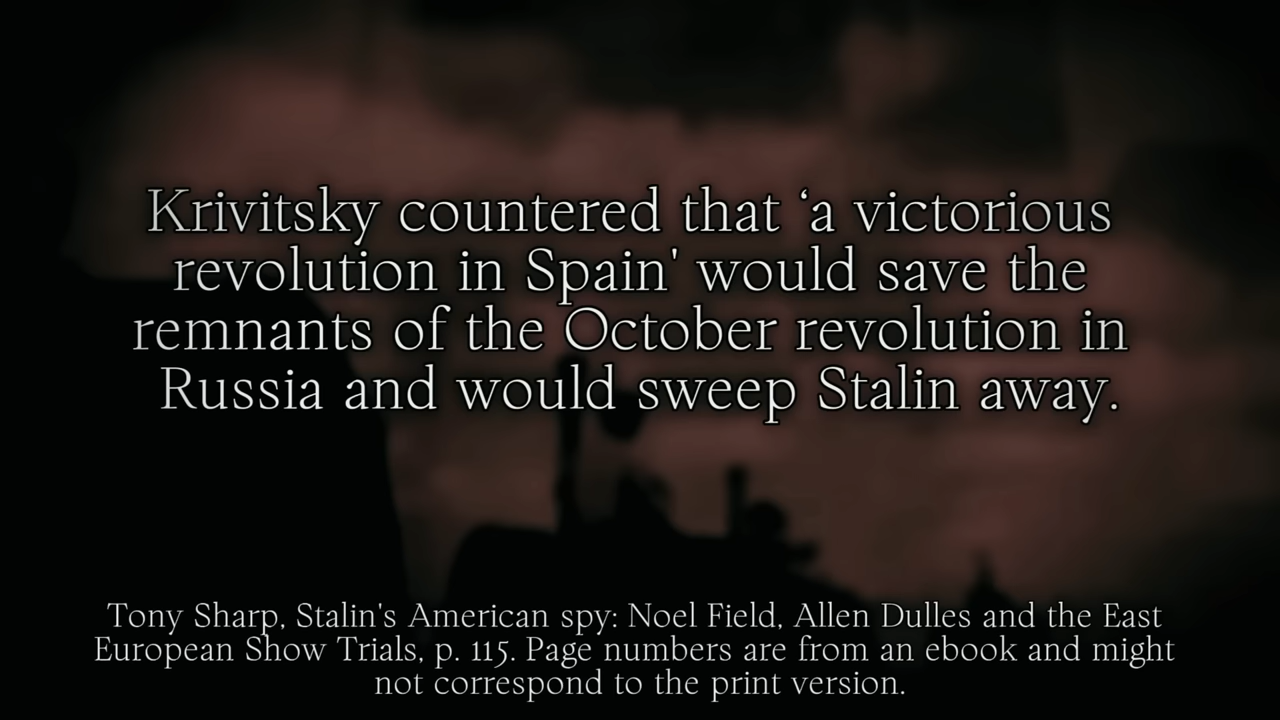 Krivitsky countered that ‘a victorious
revolution in Spain' would save the
remnants of the October revolution in
Russia and would sweep Stalin away.
Tony Sharp, Stalin's American spy: Noel Field, Allen Dulles and the East
European Show Trials, p. 115. Page numbers are from an ebook and might
not correspond to the print version.